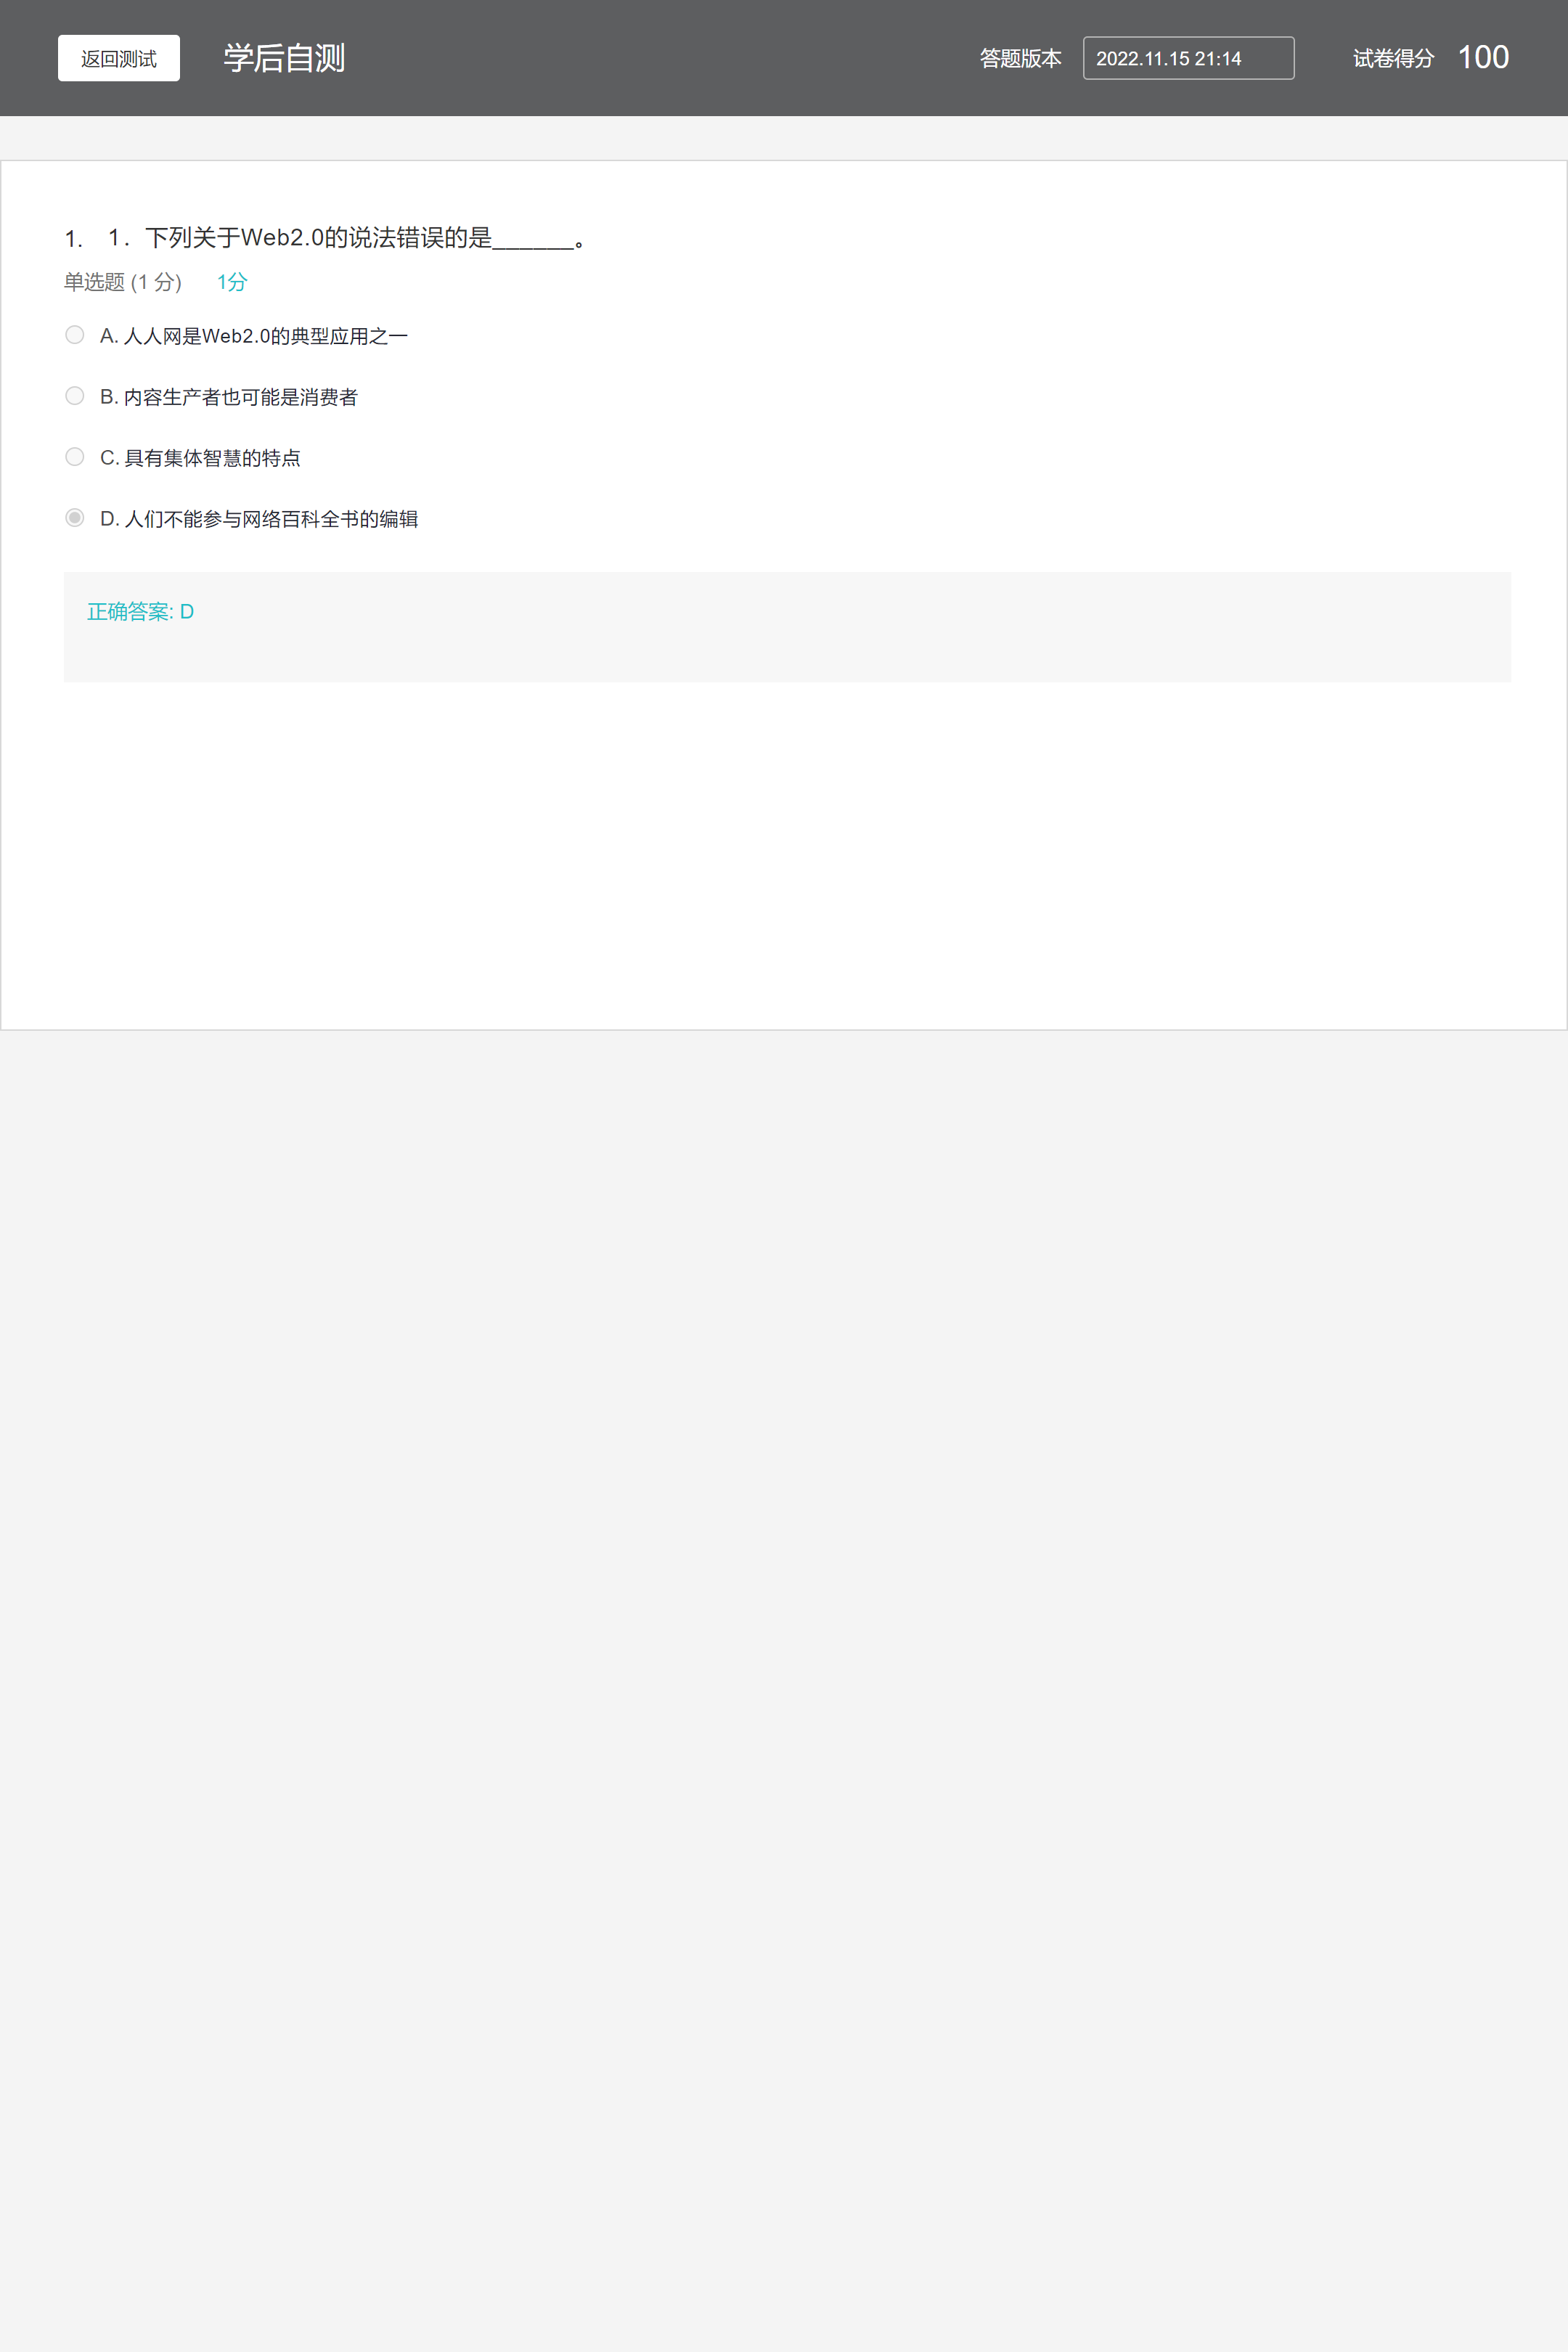 返回测试 学后自测 答题版本 2022.11.15 21:14 试卷得分 100
1. 1．下列关于Web2.0的说法错误的是______。
单选题 (1 分) 1分
A. 人人网是Web2.0的典型应用之一
B. 内容生产者也可能是消费者
C. 具有集体智慧的特点
D. 人们不能参与网络百科全书的编辑
正确答案: D